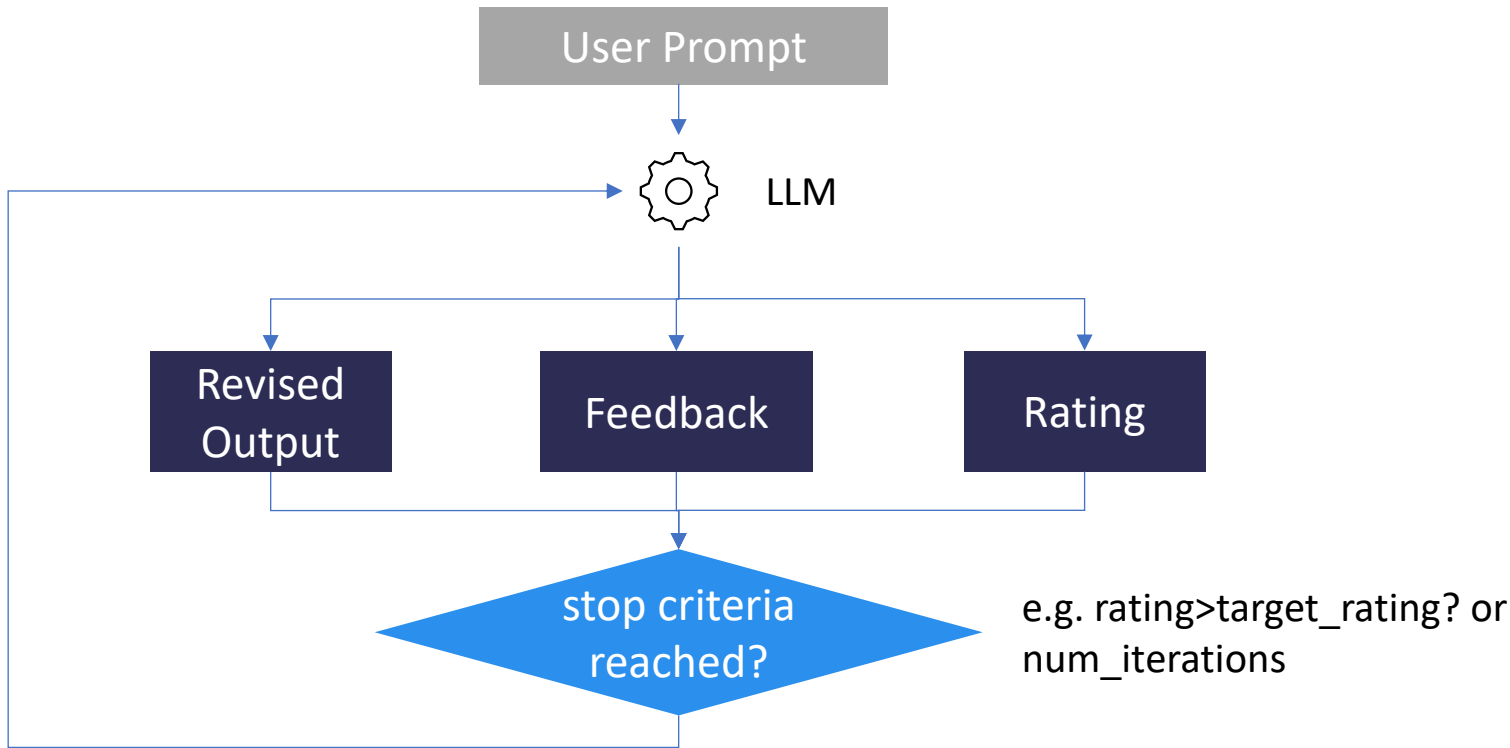 User Prompt
LLM
Revised
Output
Feedback
Rating
stop criteria
reached?
e.g. rating>target_rating? or
num_iterations